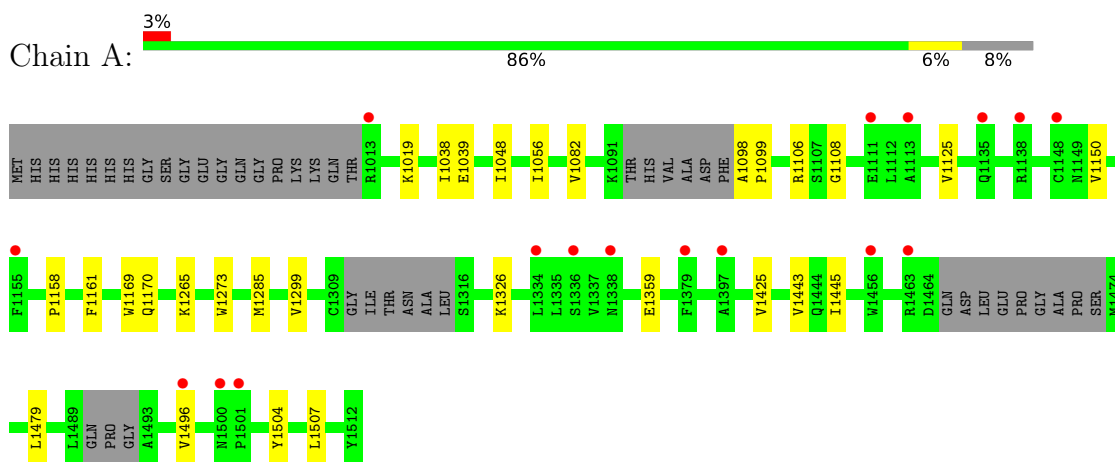 3%
Chain A:
86% 6% 8%
MET HIS HIS HIS HIS HIS HIS GLY SER GLY GLU GLY GLN GLY PRO LYS LYS GLN THR R1013 K1019 I1038 E1039 I1048 I1056 V1082 K1091 THR HIS VAL ALA ASP PHE A1098 P1099 R1106 S1107 G1108 E1111 L1112 A1113 V1125 Q1135 R1138 C1148 N1149 V1150
F1155 P1158 F1161 W1169 Q1170 K1265 W1273 M1285 V1299 C1309 GLY ILE THR ASN ALA LEU S1316 K1326 L1334 L1335 S1336 V1337 N1338 E1359 F1379 A1397 V1425 V1443 Q1444 I1445 W1456 R1463 D1464 GLN ASP LEU GLU PRO GLY ALA PRO SER M1474
L1479 L1489 GLN PRO GLY A1493 V1496 N1500 P1501 Y1504 L1507 Y1512